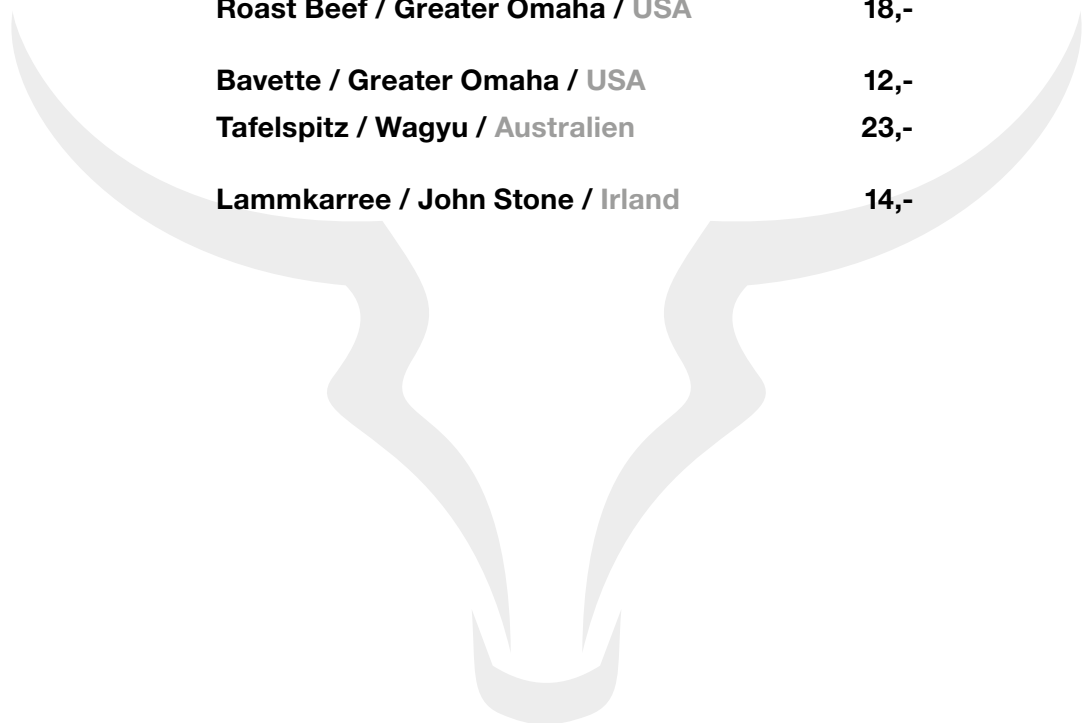 Roast Beef / Greater Omaha / USA 18,-
Bavette / Greater Omaha / USA 12,-
Tafelspitz / Wagyu / Australien 23,-
Lammkarree / John Stone / Irland 14,-